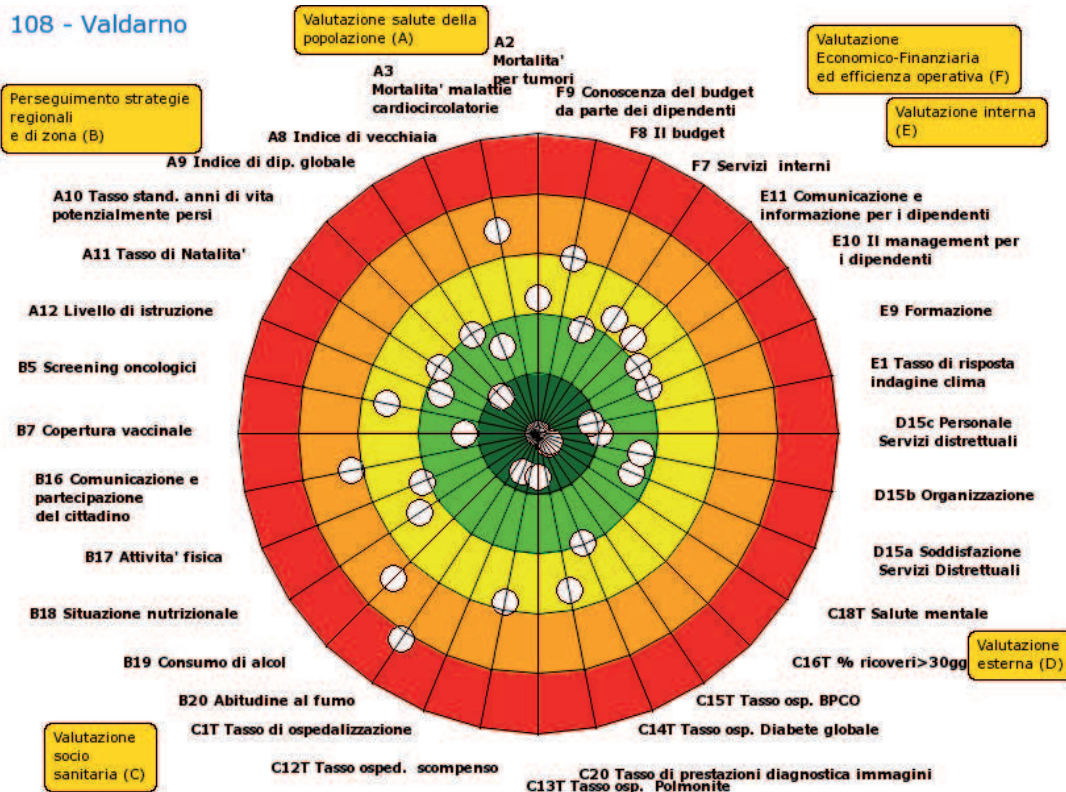 108 - Valdarno
Valutazione salute della
popolazione (A)
A2
Mortalita'
per tumori
Valutazione
Economico-Finanziaria
ed efficienza operativa (F)
A3
Mortalita' malattie
cardiocircolatorie
F9 Conoscenza del budget
da parte dei dipendenti
Perseguimento strategie
regionali
e di zona (B)
Valutazione interna
(E)
A8 Indice di vecchiaia
F8 Il budget
A9 Indice di dip. globale
F7 Servizi interni
A10 Tasso stand. anni di vita
potenzialmente persi
E11 Comunicazione e
informazione per i dipendenti
A11 Tasso di Natalita'
E10 Il management per
i dipendenti
A12 Livello di istruzione
E9 Formazione
B5 Screening oncologici
E1 Tasso di risposta
indagine clima
B7 Copertura vaccinale
D15c Personale
Servizi distrettuali
B16 Comunicazione e
partecipazione
del cittadino
D15b Organizzazione
B17 Attivita' fisica
D15a Soddisfazione
Servizi Distrettuali
B18 Situazione nutrizionale
C18T Salute mentale
B19 Consumo di alcol
C16T % ricoveri>30gg
Valutazione
esterna (D)
B20 Abitudine al fumo
C15T Tasso osp. BPCO
C1T Tasso di ospedalizzazione
C14T Tasso osp. Diabete globale
Valutazione
socio
sanitaria (C)
C12T Tasso osped. scompenso
C20 Tasso di prestazioni diagnostica immagini
C13T Tasso osp. Polmonite